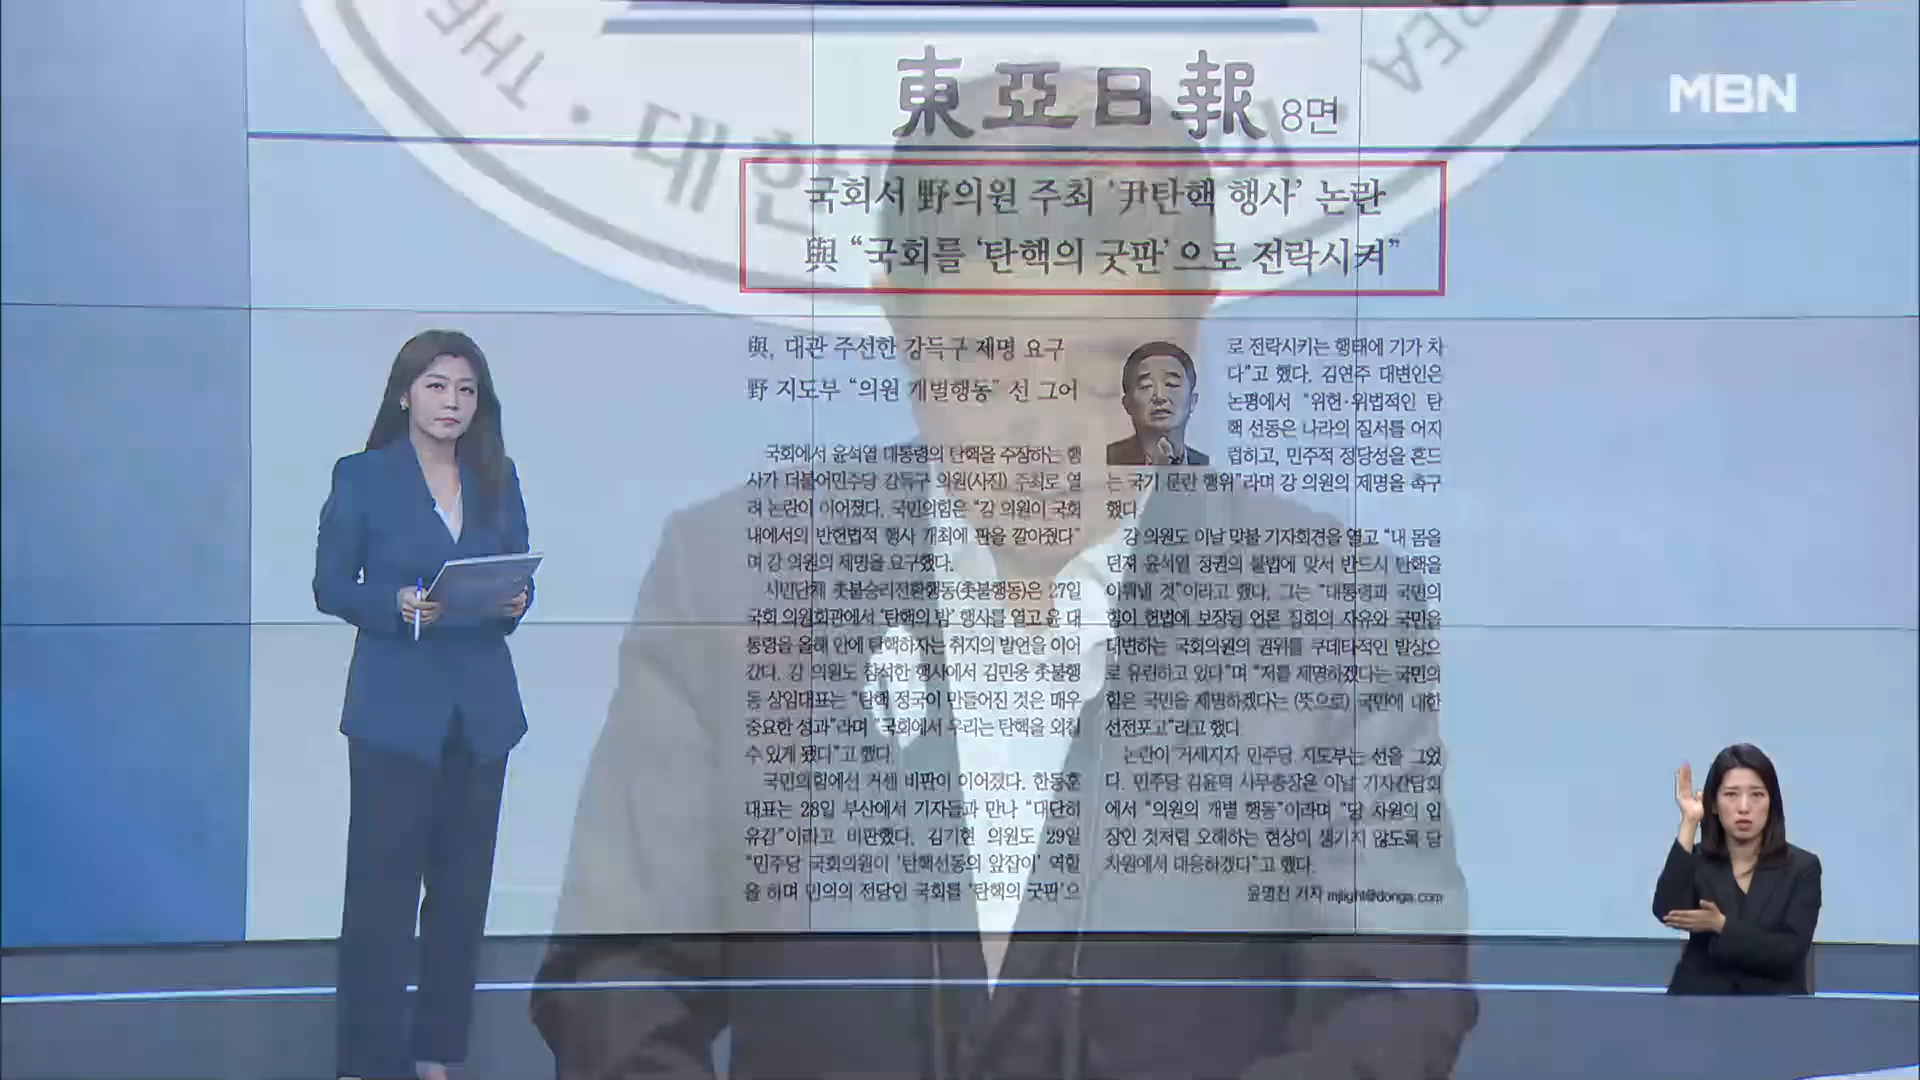 THE
대한
REA
MBN
東亞日報 8면
국회서 野의원 주최 ‘尹탄핵 행사’ 논란
與 “국회를 ‘탄핵의 굿판’으로 전락시켜”
與, 대관 주선한 강득구 제명 요구
野 지도부 “의원 개별행동” 선 그어
국회에서 윤석열 대통령의 탄핵을 주장하는 행
사가 더불어민주당 강득구 의원(사진) 주최로 열
려 논란이 이어졌다. 국민의힘은 “강 의원이 국회
내에서의 반헌법적 행사 개최에 판을 깔아줬다”
며 강 의원의 제명을 요구했다.
시민단체 촛불승리전환행동(촛불행동)은 27일
국회 의원회관에서 ‘탄핵의 밤’ 행사를 열고 윤 대
통령을 올해 안에 탄핵하자는 취지의 발언을 이어
갔다. 강 의원도 참석한 행사에서 김민웅 촛불행
동 상임대표는 “탄핵 정국이 만들어진 것은 매우
중요한 성과”라며 “국회에서 우리는 탄핵을 외칠
수 있게 됐다”고 했다.
국민의힘에선 거센 비판이 이어졌다. 한동훈
대표는 28일 부산에서 기자들과 만나 “대단히
유감”이라고 비판했다. 김기현 의원도 29일
“민주당 국회의원이 ‘탄핵선동의 앞잡이’ 역할
을 하며 민의의 전당인 국회를 ‘탄핵의 굿판’으
로 전락시키는 행태에 기가 차
다”고 했다. 김연주 대변인은
논평에서 “위헌·위법적인 탄
핵 선동은 나라의 질서를 어지
럽히고, 민주적 정당성을 흔드
는 국기 문란 행위”라며 강 의원의 제명을 촉구
했다.
강 의원도 이날 맞불 기자회견을 열고 “내 몸을
던져 윤석열 정권의 불법에 맞서 반드시 탄핵을
이뤄낼 것”이라고 했다. 그는 “대통령과 국민의
힘이 헌법에 보장된 언론 집회의 자유와 국민을
대변하는 국회의원의 권위를 쿠데타적인 발상으
로 유린하고 있다”며 “저를 제명하겠다는 국민의
힘은 국민을 제명하겠다는 (뜻으로) 국민에 대한
선전포고”라고 했다.
논란이 거세지자 민주당 지도부는 선을 그었
다. 민주당 김윤덕 사무총장은 이날 기자간담회
에서 “의원의 개별 행동”이라며 “당 차원의 입
장인 것처럼 오해하는 현상이 생기지 않도록 당
차원에서 대응하겠다”고 했다.
윤명진 기자 mjlight@donga.com